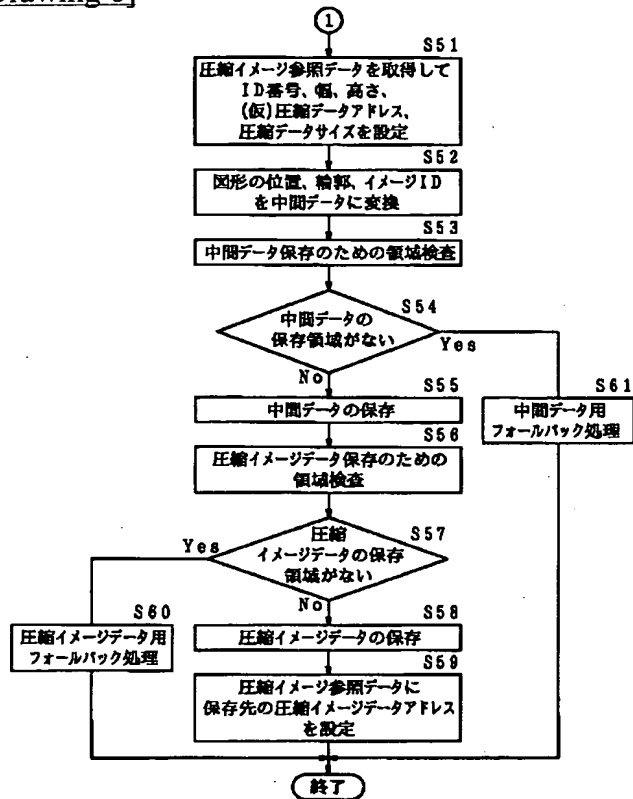 ①
S51
圧縮イメージ参照データを取得して
ID番号、幅、高さ、
(仮)圧縮データアドレス、
圧縮データサイズを設定
S52
図形の位置、輪郭、イメージID
を中間データに変換
S53
中間データ保存のための領域検査
S54
中間データの
保存領域がない
Yes
No
S55
中間データの保存
S61
中間データ用
フォールバック処理
S56
圧縮イメージデータ保存のための
領域検査
S57
圧縮
イメージデータの保存
領域がない
Yes
No
S60
圧縮イメージデータ用
フォールバック処理
S58
圧縮イメージデータの保存
S59
圧縮イメージ参照データに
保存先の圧縮イメージデータアドレス
を設定
終了